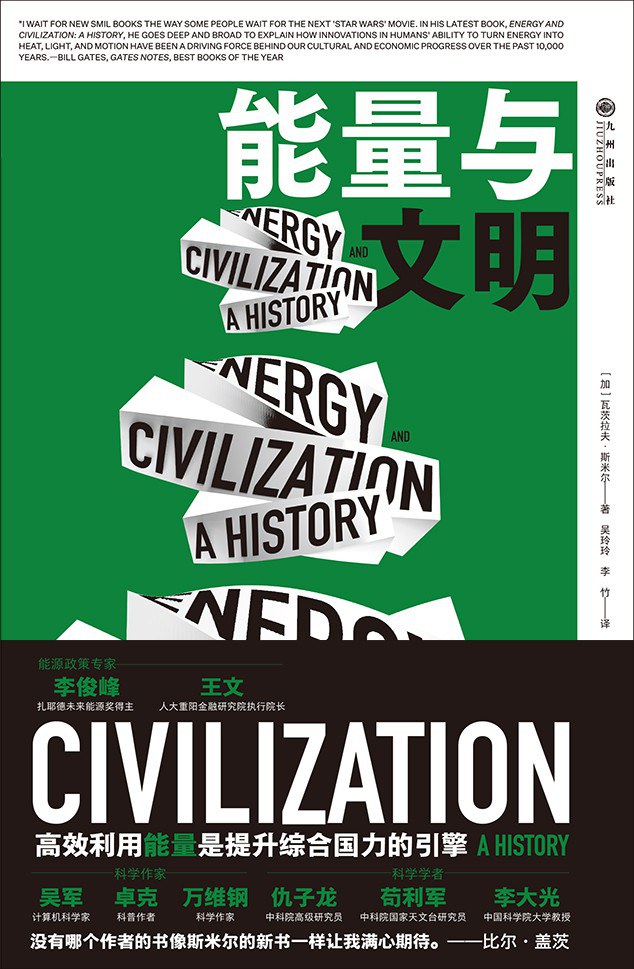 "I WAIT FOR NEW SMIL BOOKS THE WAY SOME PEOPLE WAIT FOR THE NEXT 'STAR WARS' MOVIE. IN HIS LATEST BOOK, ENERGY AND
CIVILIZATION: A HISTORY, HE GOES DEEP AND BROAD TO EXPLAIN HOW INNOVATIONS IN HUMANS' ABILITY TO TURN ENERGY INTO
HEAT, LIGHT, AND MOTION HAVE BEEN A DRIVING FORCE BEHIND OUR CULTURAL AND ECONOMIC PROGRESS OVER THE PAST 10,000
YEARS.—BILL GATES, GATES NOTES, BEST BOOKS OF THE YEAR
能量与
文明
九州出版社
JIUZHOUPRESS
ENERGY
AND
CIVILIZATION
A HISTORY
ENERGY
AND
CIVILIZATION
A HISTORY
ENERGY
[加]瓦茨拉夫·斯米尔——著 吴玲玲 李竹——译
能源政策专家
李俊峰 王文
扎耶德未来能源奖得主 人大重阳金融研究院执行院长
CIVILIZATION
高效利用能量是提升综合国力的引擎 A HISTORY
科学作家 科学学者
吴军 卓克 万维钢 仇子龙 苟利军 李大光
计算机科学家 科普作者 科学作家 中科院高级研究员 中科院国家天文台研究员 中国科学院大学教授
没有哪个作者的书像斯米尔的新书一样让我满心期待。——比尔·盖茨